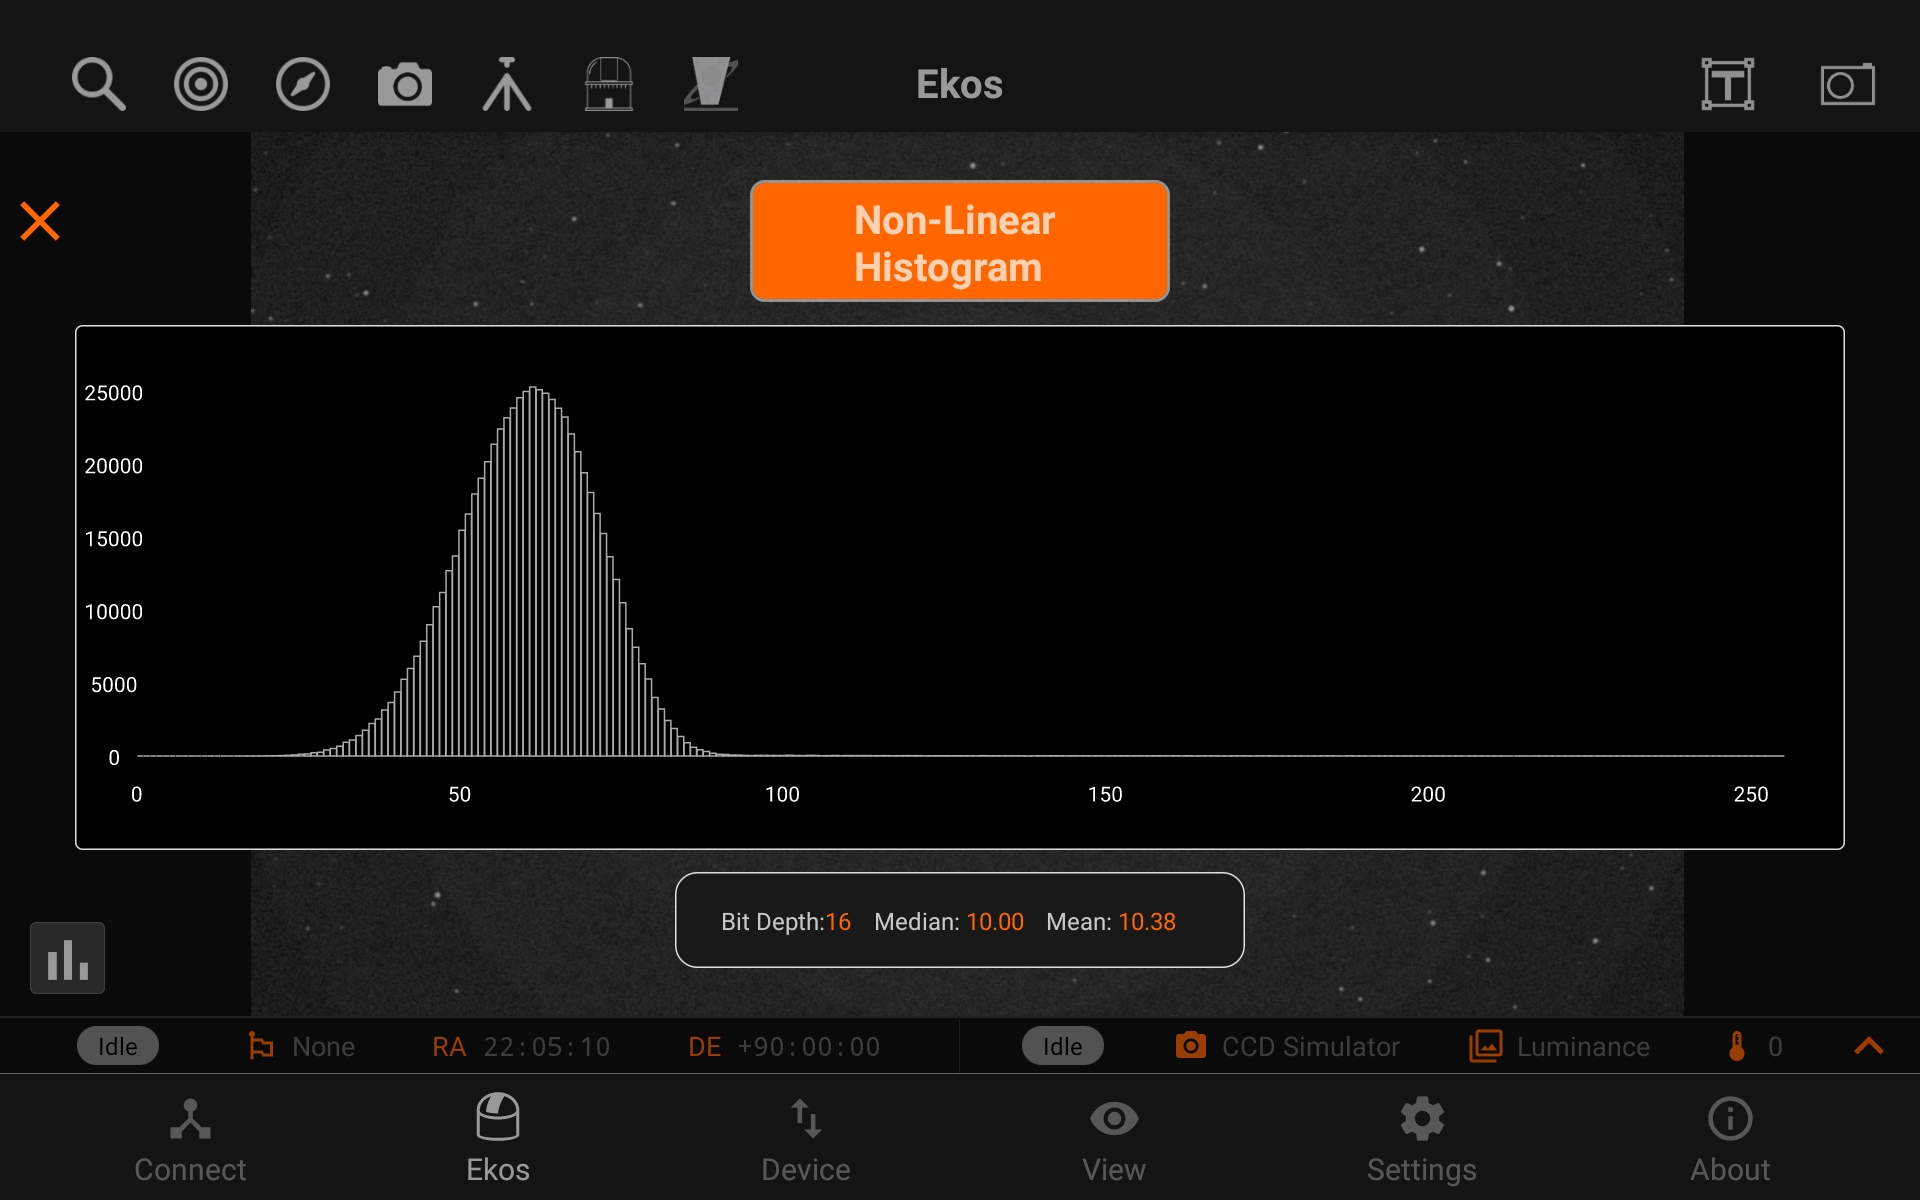 Ekos
T
Non-Linear
Histogram
25000
20000
15000
10000
5000
0
0 50 100 150 200 250
Bit Depth:16 Median: 10.00 Mean: 10.38
Idle None RA 22:05:10 DE +90:00:00 Idle CCD Simulator Luminance 0
Connect Ekos Device View Settings About